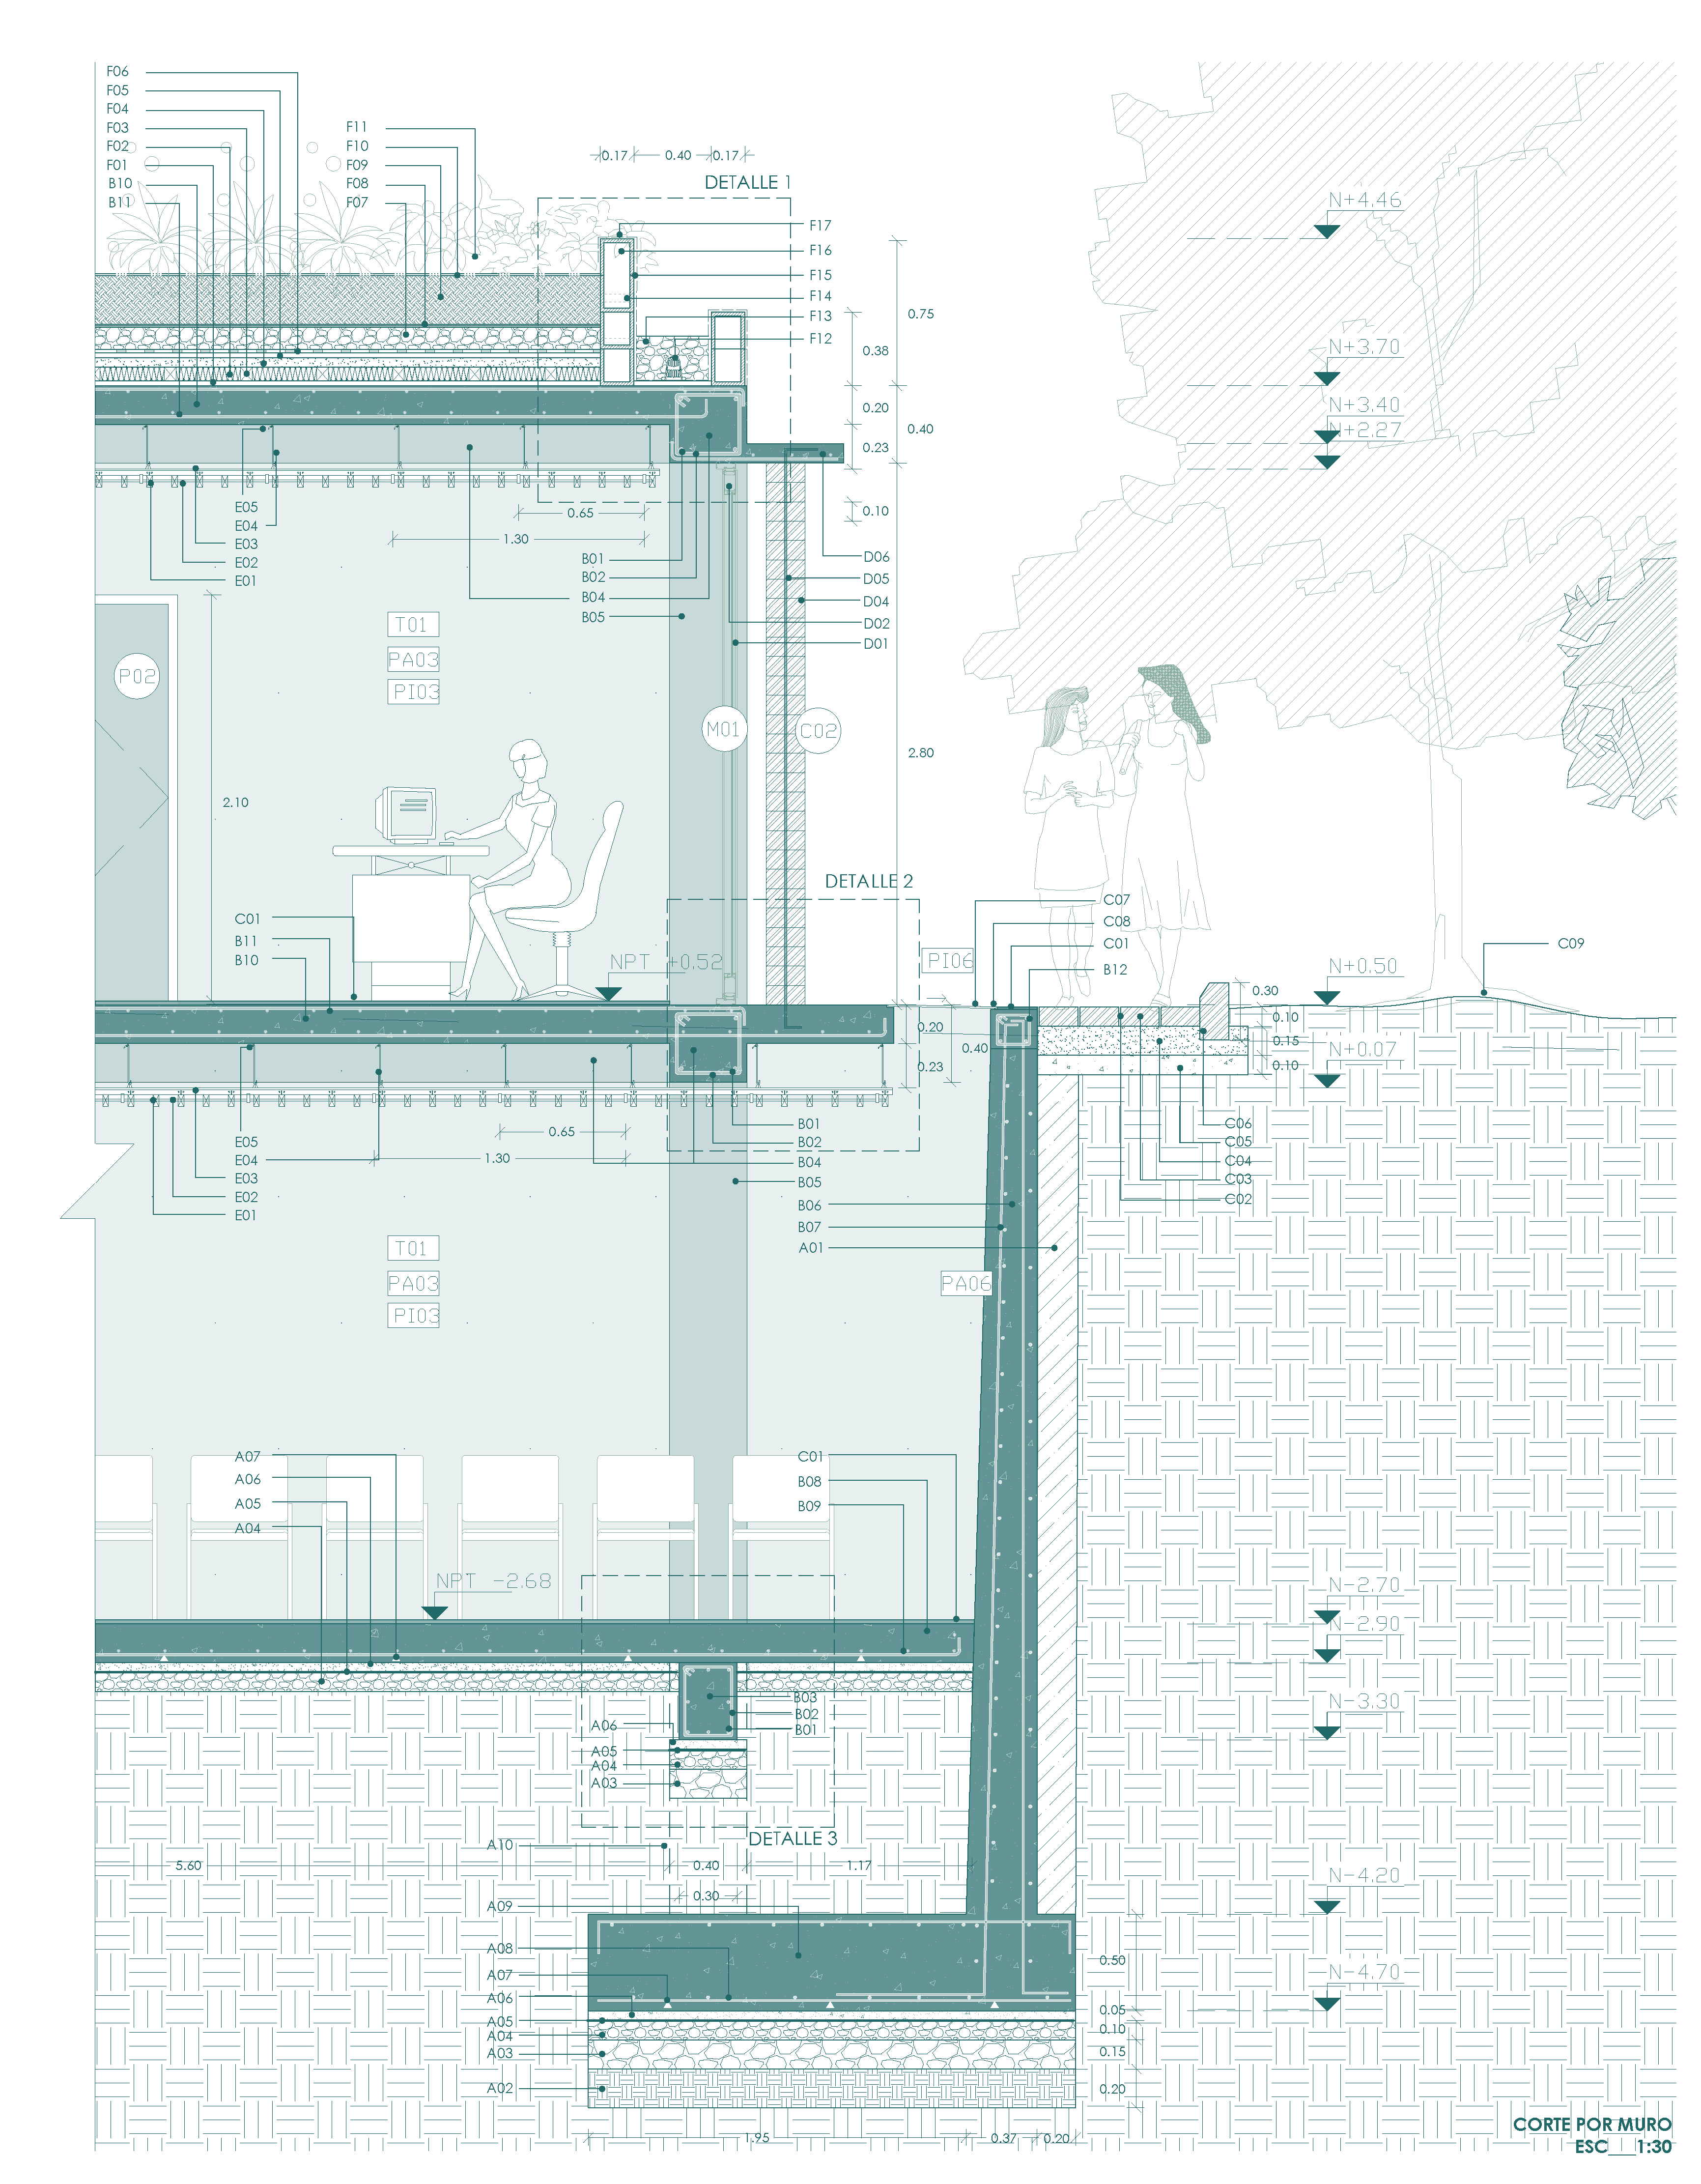 F06
F05
F04
F03
F02
F01
B10
B11
F11
F10
F09
F08
F07
0.17
0.40
0.17
DETALLE 1
F17
F16
F15
F14
F13
F12
0.75
0.38
0.20
0.40
0.23
0.10
N+4.46
N+3.70
N+3.40
N+2.27
E05
E04
E03
E02
E01
0.65
1.30
B01
B02
B04
B05
D06
D05
D04
D02
D01
T01
PA03
PI03
P02
M01
C02
2.10
2.80
DETALLE 2
C01
B11
B10
NPT +0.52
PI06
C07
C08
C01
B12
C09
N+0.50
0.30
0.10
0.15
0.10
N+0.07
0.20
0.40
0.23
E05
E04
E03
E02
E01
0.65
1.30
B01
B02
B04
B05
B06
B07
A01
C06
C05
C04
C03
C02
T01
PA03
PI03
PA06
A07
A06
A05
A04
C01
B08
B09
NPT -2.68
N-2.70
N-2.90
N-3.30
B03
B02
B01
A06
A05
A04
A03
DETALLE 3
A10
5.60
0.40
1.17
0.30
N-4.20
A09
A08
A07
A06
A05
A04
A03
A02
0.50
0.05
0.10
0.15
0.20
N-4.70
1.95
0.37
0.20
CORTE POR MURO
ESC___1:30